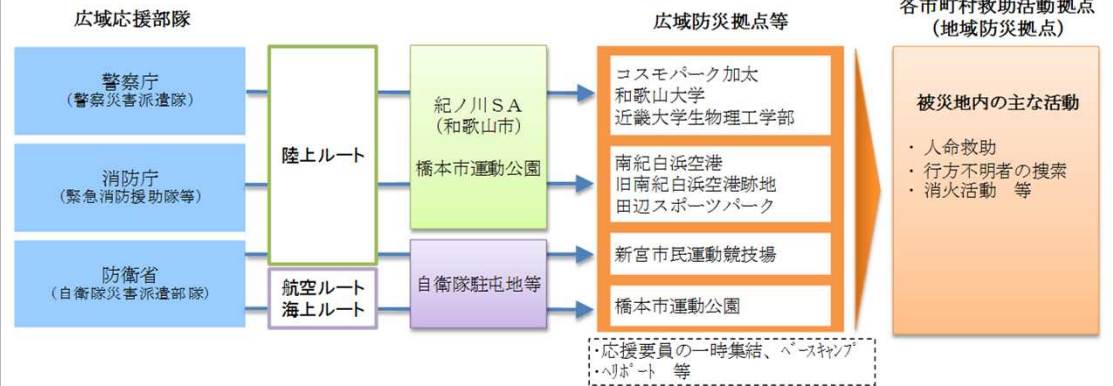 広域応援部隊
警察庁
(警察災害派遣隊)
消防庁
(緊急消防援助隊等)
防衛省
(自衛隊災害派遣部隊)
陸上ルート
航空ルート
海上ルート
紀ノ川ＳＡ
(和歌山市)
橋本市運動公園
自衛隊駐屯地等
広域防災拠点等
コスモパーク加太
和歌山大学
近畿大学生物理工学部
南紀白浜空港
旧南紀白浜空港跡地
田辺スポーツパーク
新宮市民運動競技場
橋本市運動公園
・応援要員の一時集結、ﾍﾞｰｽｷｬﾝﾌﾟ
・ﾍﾘﾎﾟｰﾄ　等
各市町村救助活動拠点
(地域防災拠点)
被災地内の主な活動
・ 人命救助
・ 行方不明者の捜索
・ 消火活動　等